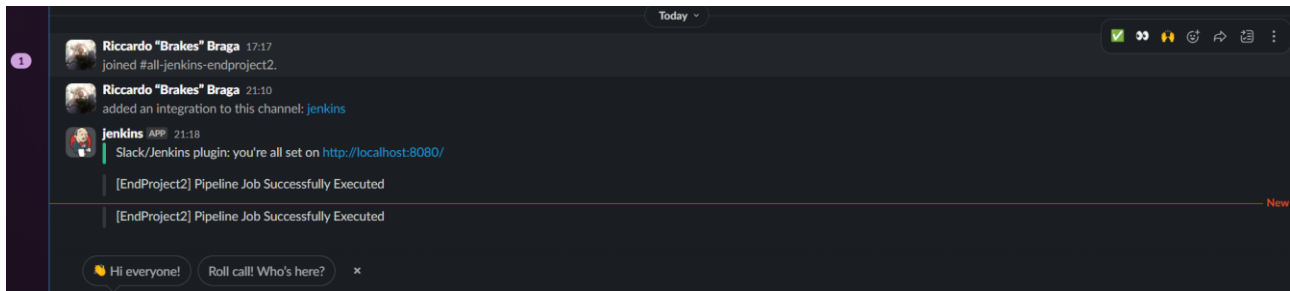 Today
1
Riccardo “Brakes” Braga 17:17
joined #all-jenkins-endproject2.
Riccardo “Brakes” Braga 21:10
added an integration to this channel: jenkins
jenkins APP 21:18
Slack/Jenkins plugin: you're all set on http://localhost:8080/
[EndProject2] Pipeline Job Successfully Executed
New
[EndProject2] Pipeline Job Successfully Executed
Hi everyone! Roll call! Who's here? ×